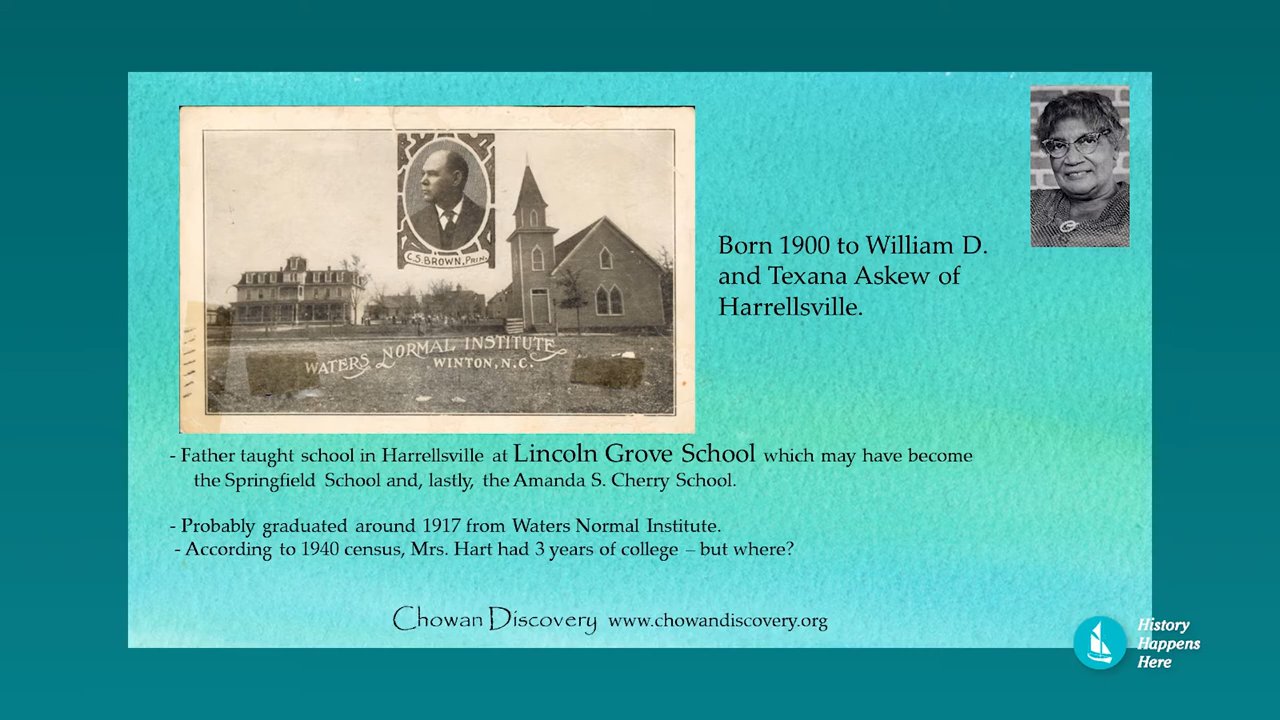 C.S. BROWN, PRIN.
WATERS NORMAL INSTITUTE
WINTON, N.C.
Born 1900 to William D.
and Texana Askew of
Harrellsville.
- Father taught school in Harrellsville at Lincoln Grove School which may have become
the Springfield School and, lastly, the Amanda S. Cherry School.
- Probably graduated around 1917 from Waters Normal Institute.
- According to 1940 census, Mrs. Hart had 3 years of college – but where?
Chowan Discovery www.chowandiscovery.org
History
Happens
Here